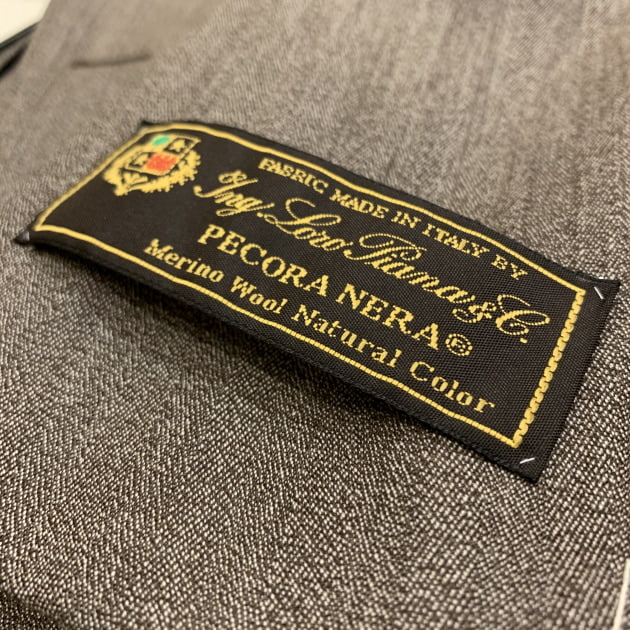 FABRIC MADE IN ITALY BY
Ing. Loro Piana & C.
PECORA NERA®
Merino Wool Natural Color